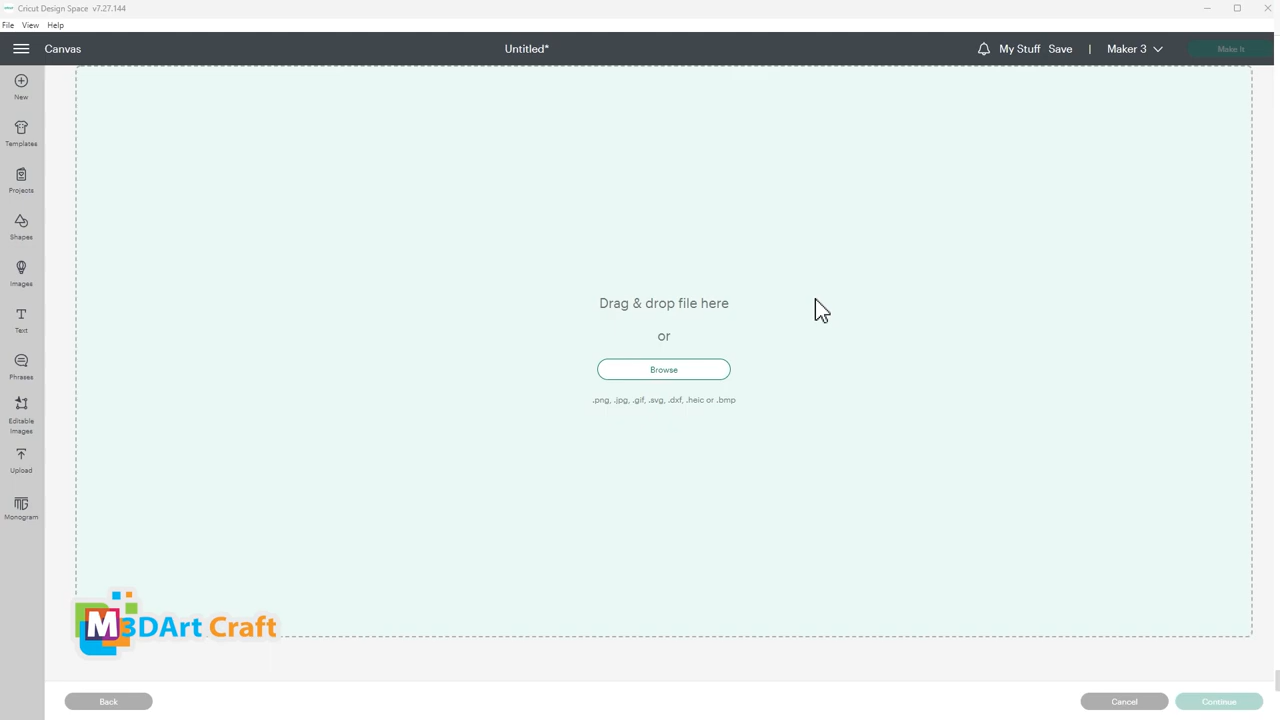 Cricut Design Space v7.27.144
File View Help
Canvas
Untitled*
My Stuff Save | Maker 3
Make It
New
Templates
Projects
Shapes
Images
Text
Phrases
Editable
Images
Upload
Monogram
Drag & drop file here
or
Browse
.png, .jpg, .gif, .svg, .dxf, .heic or .bmp
M3DArt Craft
Back
Cancel
Continue